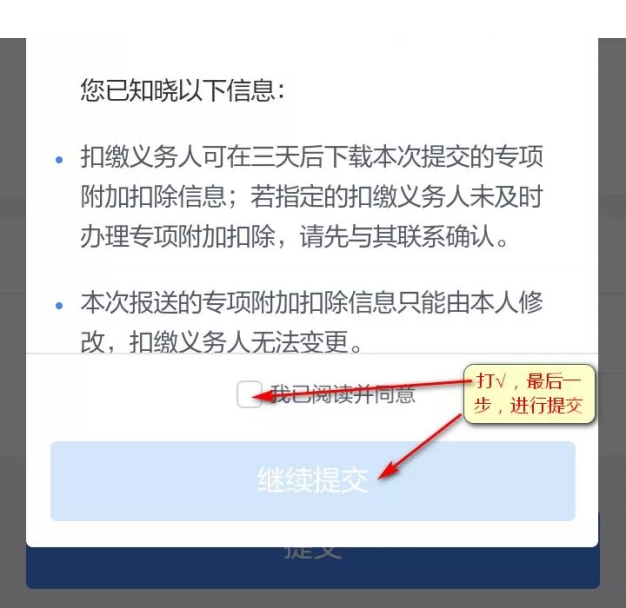 您已知晓以下信息：
扣缴义务人可在三天后下载本次提交的专项
附加扣除信息；若指定的扣缴义务人未及时
办理专项附加扣除，请先与其联系确认。
本次报送的专项附加扣除信息只能由本人修
改，扣缴义务人无法变更。
我已阅读并同意
打√，最后一
步，进行提交
继续提交
提交